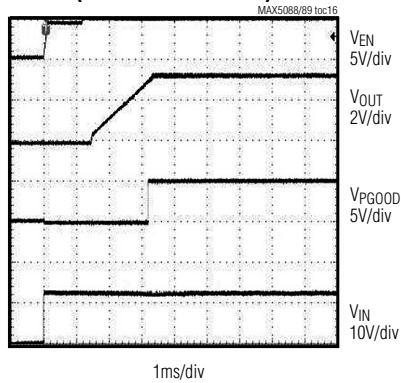 MAX5088/89 toc16
VEN
5V/div
VOUT
2V/div
VPGOOD
5V/div
VIN
10V/div
1ms/div